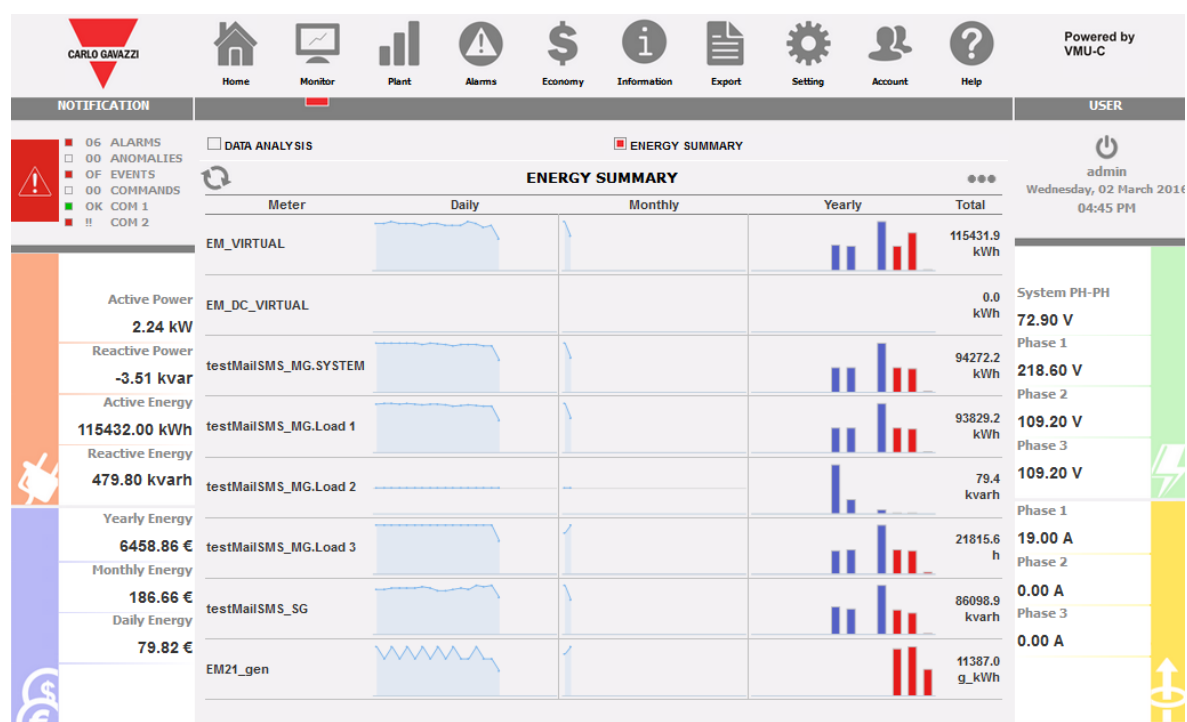 CARLO GAVAZZI
Home Monitor Plant Alarms Economy Information Export Setting Account Help
Powered by
VMU-C
NOTIFICATION
06 ALARMS
00 ANOMALIES
OF EVENTS
00 COMMANDS
OK COM 1
!! COM 2
USER
admin
Wednesday, 02 March 2016
04:45 PM
DATA ANALYSIS ENERGY SUMMARY
ENERGY SUMMARY
Meter Daily Monthly Yearly Total
EM_VIRTUAL 115431.9
kWh
EM_DC_VIRTUAL 0.0
kWh
testMailSMS_MG.SYSTEM 94272.2
kWh
testMailSMS_MG.Load 1 93829.2
kWh
testMailSMS_MG.Load 2 79.4
kvarh
testMailSMS_MG.Load 3 21815.6
h
testMailSMS_SG 86098.9
kvarh
EM21_gen 11387.0
g_kWh
Active Power
2.24 kW
Reactive Power
-3.51 kvar
Active Energy
115432.00 kWh
Reactive Energy
479.80 kvarh
Yearly Energy
6458.86 €
Monthly Energy
186.66 €
Daily Energy
79.82 €
System PH-PH
72.90 V
Phase 1
218.60 V
Phase 2
109.20 V
Phase 3
109.20 V
Phase 1
19.00 A
Phase 2
0.00 A
Phase 3
0.00 A